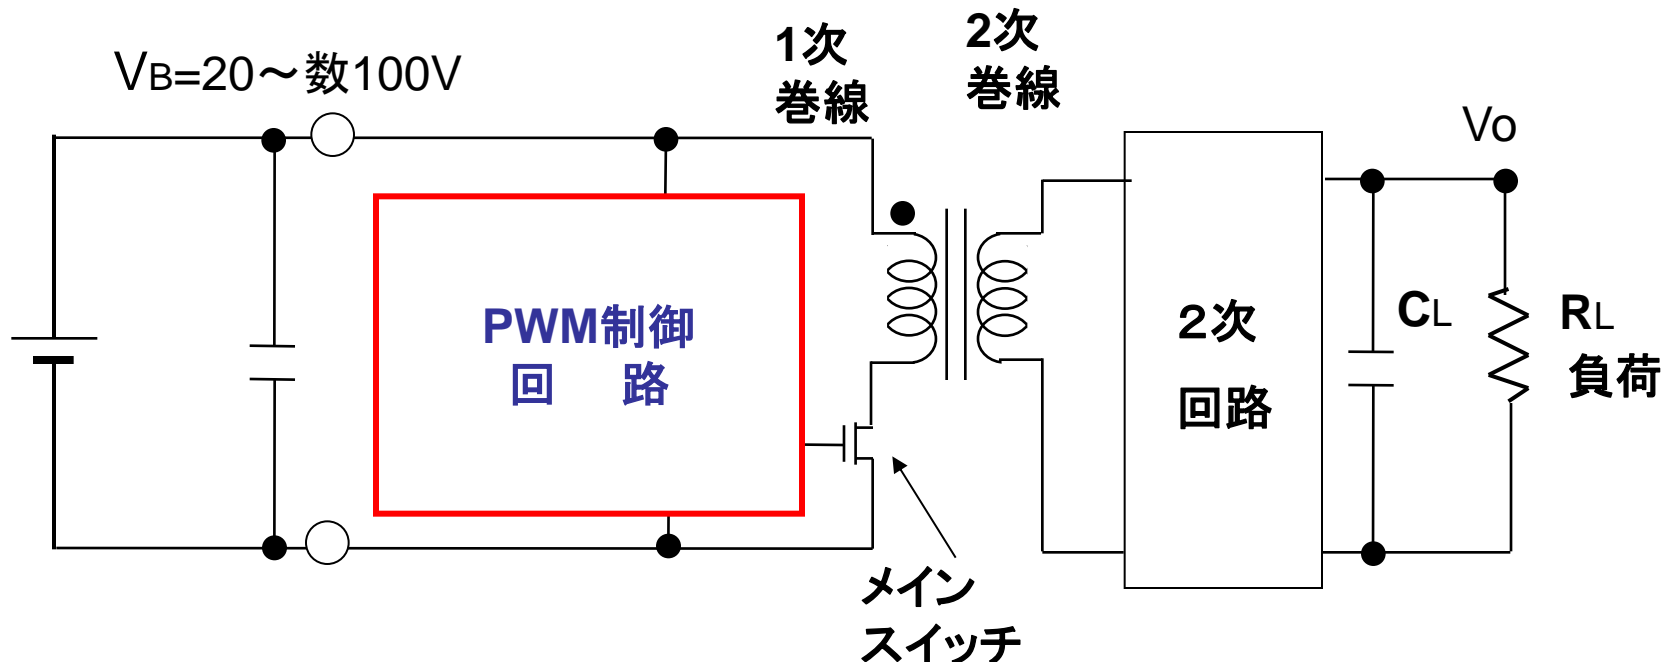 VB=20～数100V
1次
巻線
2次
巻線
Vo
PWM制御
回 路
２次
回路
CL
RL
負荷
メイン
スイッチ